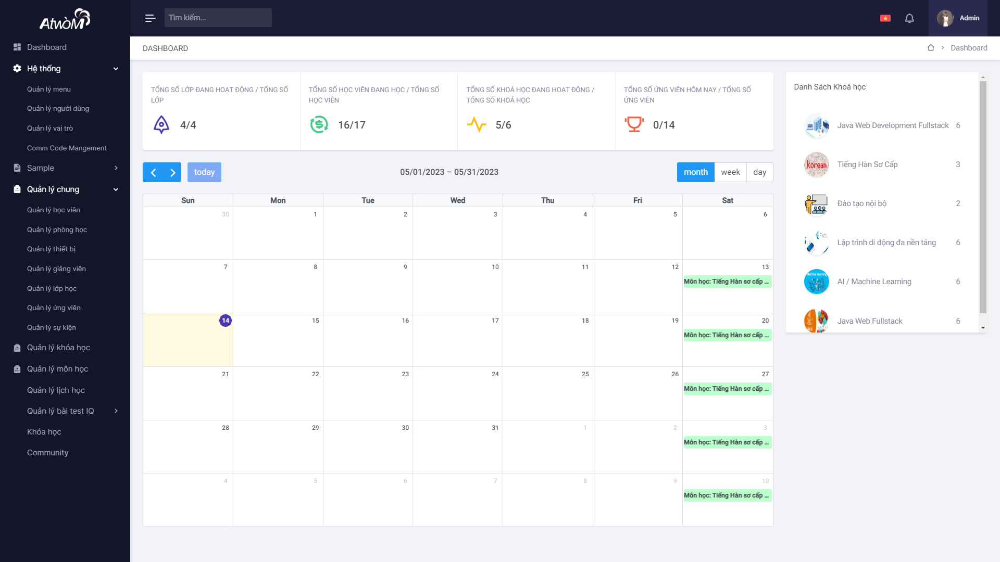 AtwoM
Tìm kiếm...
Admin
Dashboard
Hệ thống
Quản lý menu
Quản lý người dùng
Quản lý vai trò
Comm Code Mangement
Sample
Quản lý chung
Quản lý học viên
Quản lý phòng học
Quản lý thiết bị
Quản lý giảng viên
Quản lý lớp học
Quản lý ứng viên
Quản lý sự kiện
Quản lý khóa học
Quản lý môn học
Quản lý lịch học
Quản lý bài test IQ
Khóa học
Community
DASHBOARD
Dashboard
TỔNG SỐ LỚP ĐANG HOẠT ĐỘNG / TỔNG SỐ
LỚP
4/4
TỔNG SỐ HỌC VIÊN ĐANG HỌC / TỔNG SỐ
HỌC VIÊN
16/17
TỔNG SỐ KHOÁ HỌC ĐANG HOẠT ĐÔNG /
TỔNG SỐ KHOÁ HỌC
5/6
TỔNG SỐ ỨNG VIÊN HÔM NAY / TỔNG SỐ
ỨNG VIÊN
0/14
today
05/01/2023 – 05/31/2023
month week day
Sun Mon Tue Wed Thu Fri Sat
30 1 2 3 4 5 6
7 8 9 10 11 12 13
Môn học: Tiếng Hàn sơ cấp ...
14 15 16 17 18 19 20
Môn học: Tiếng Hàn sơ cấp ...
21 22 23 24 25 26 27
Môn học: Tiếng Hàn sơ cấp ...
28 29 30 31 1 2 3
Môn học: Tiếng Hàn sơ cấp ...
4 5 6 7 8 9 10
Môn học: Tiếng Hàn sơ cấp ...
Danh Sách Khoá học
JAVA
Java Web Development Fullstack 6
korean
Tiếng Hàn Sơ Cấp 3
Đào tạo nội bộ 2
Lập trình di động đa nền tảng 6
Machine Learning
AI / Machine Learning 6
Java Web Fullstack 6